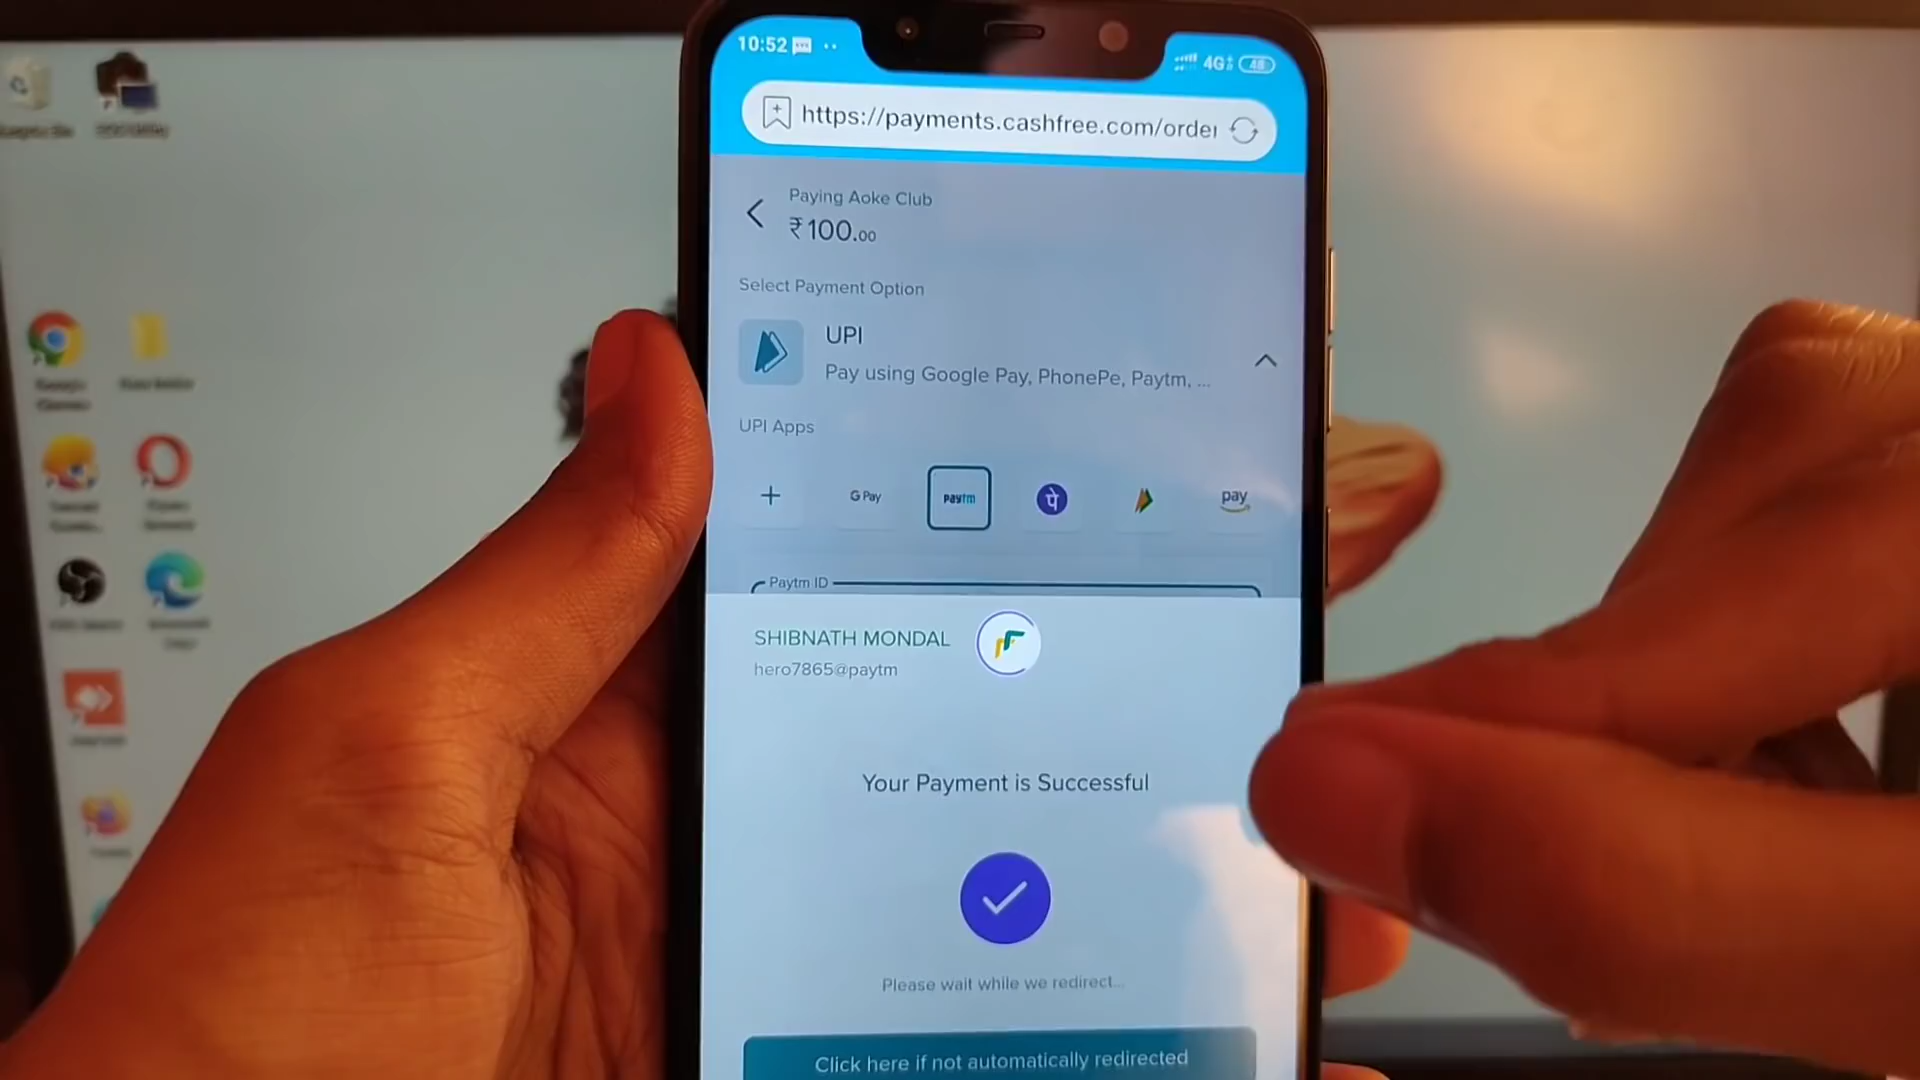 10:52
4G
48
https://payments.cashfree.com/order
Paying Aoke Club
₹100.00
Select Payment Option
UPI
Pay using Google Pay, PhonePe, Paytm, ...
UPI Apps
+
G Pay
paytm
पे
pay
Paytm ID
SHIBNATH MONDAL
hero7865@paytm
Your Payment is Successful
Please wait while we redirect...
Click here if not automatically redirected